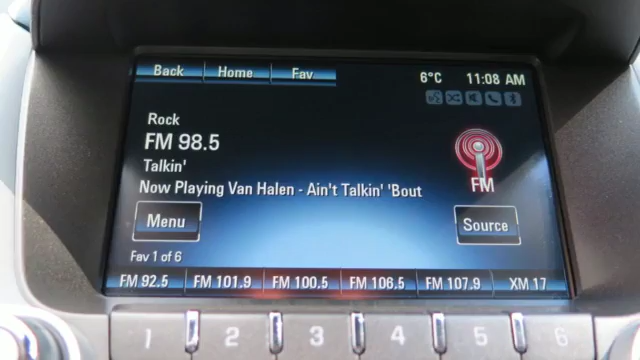 Back Home Fav
6°C 11:08 AM
Rock
FM 98.5
Talkin'
Now Playing Van Halen - Ain't Talkin' 'Bout
FM
Menu
Source
Fav 1 of 6
FM 92.5 FM 101.9 FM 100.5 FM 106.5 FM 107.9 XM 17
1 2 3 4 5 6